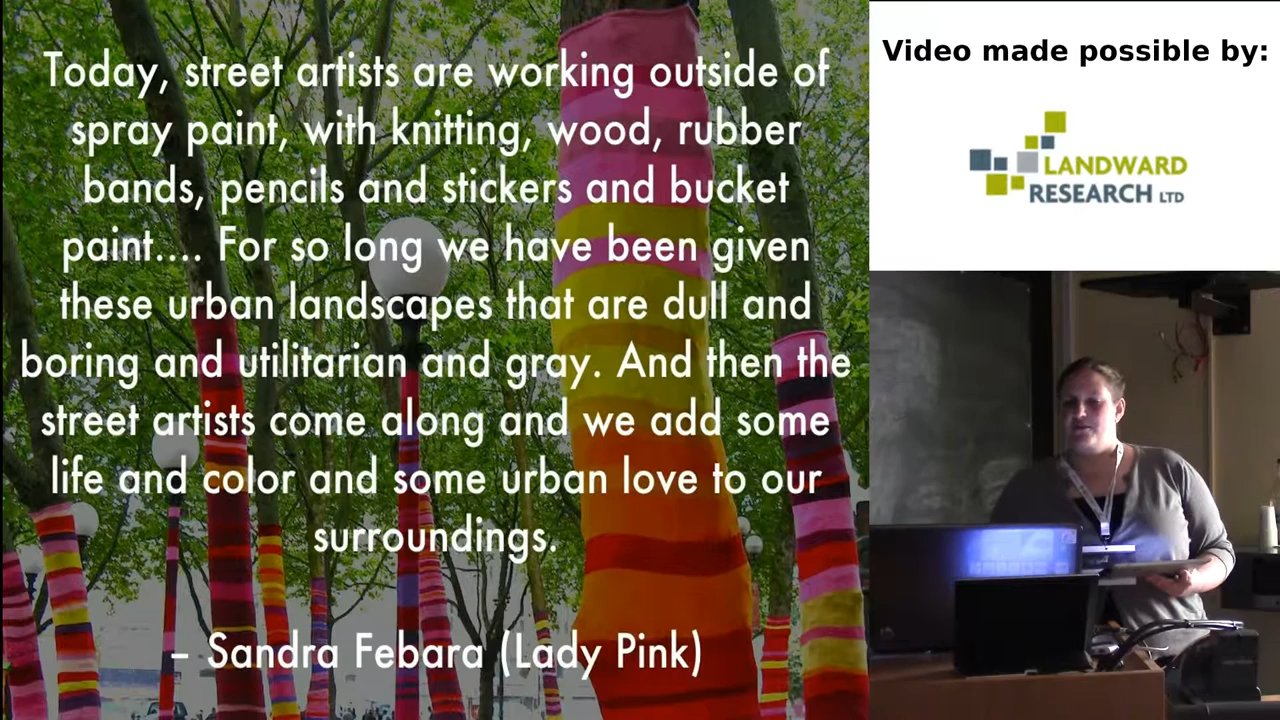 Today, street artists are working outside of
spray paint, with knitting, wood, rubber
bands, pencils and stickers and bucket
paint.... For so long we have been given
these urban landscapes that are dull and
boring and utilitarian and gray. And then the
street artists come along and we add some
life and color and some urban love to our
surroundings.
– Sandra Febara (Lady Pink)
Video made possible by:
LANDWARD
RESEARCH LTD